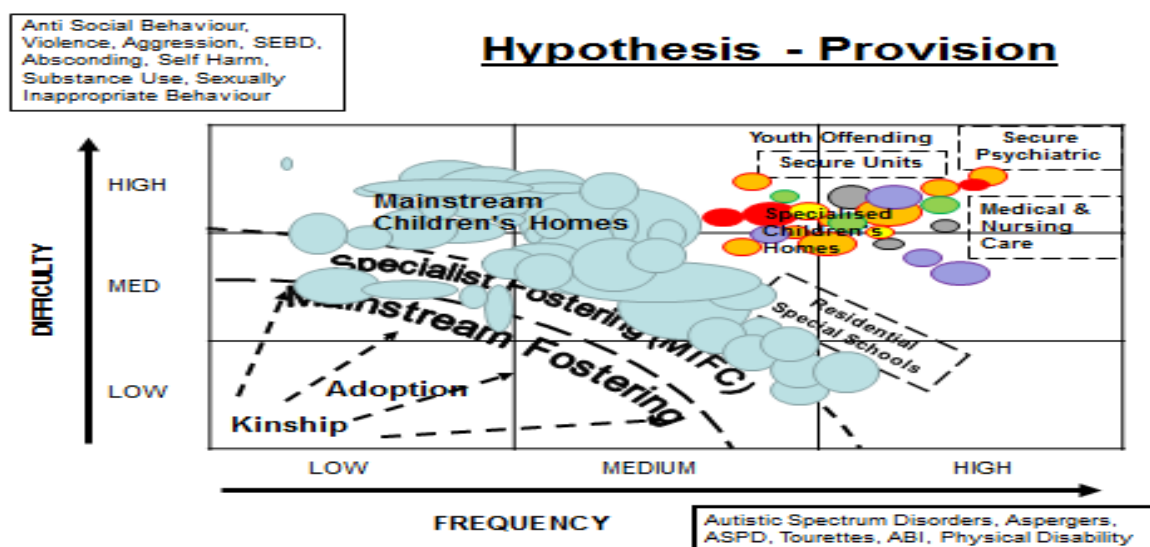 Anti Social Behaviour,
Violence, Aggression, SEBD,
Absconding, Self Harm,
Substance Use, Sexually
Inappropriate Behaviour
Hypothesis - Provision
Youth Offending
Secure Units
Secure
Psychiatric
HIGH
Mainstream
Children's Homes
Specialised
Children's
Homes
Medical &
Nursing
Care
DIFFICULTY
MED
Specialist Fostering (MTFC)
Mainstream Fostering
Residential
Special Schools
LOW
Adoption
Kinship
LOW
MEDIUM
HIGH
FREQUENCY
Autistic Spectrum Disorders, Aspergers,
ASPD, Tourettes, ABI, Physical Disability